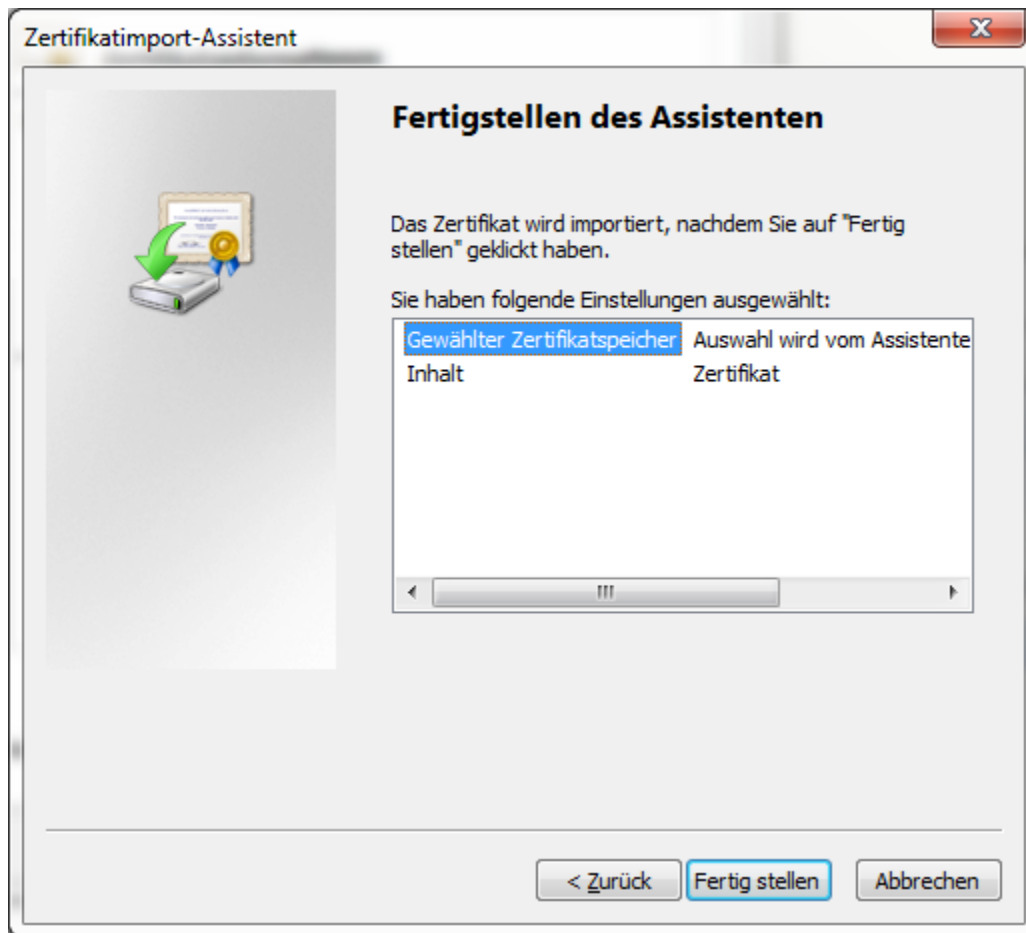 Zertifikatimport-Assistent
Fertigstellen des Assistenten
Das Zertifikat wird importiert, nachdem Sie auf "Fertig
stellen" geklickt haben.
Sie haben folgende Einstellungen ausgewählt:
Gewählter Zertifikatspeicher Auswahl wird vom Assistente
Inhalt Zertifikat
< Zurück Fertig stellen Abbrechen